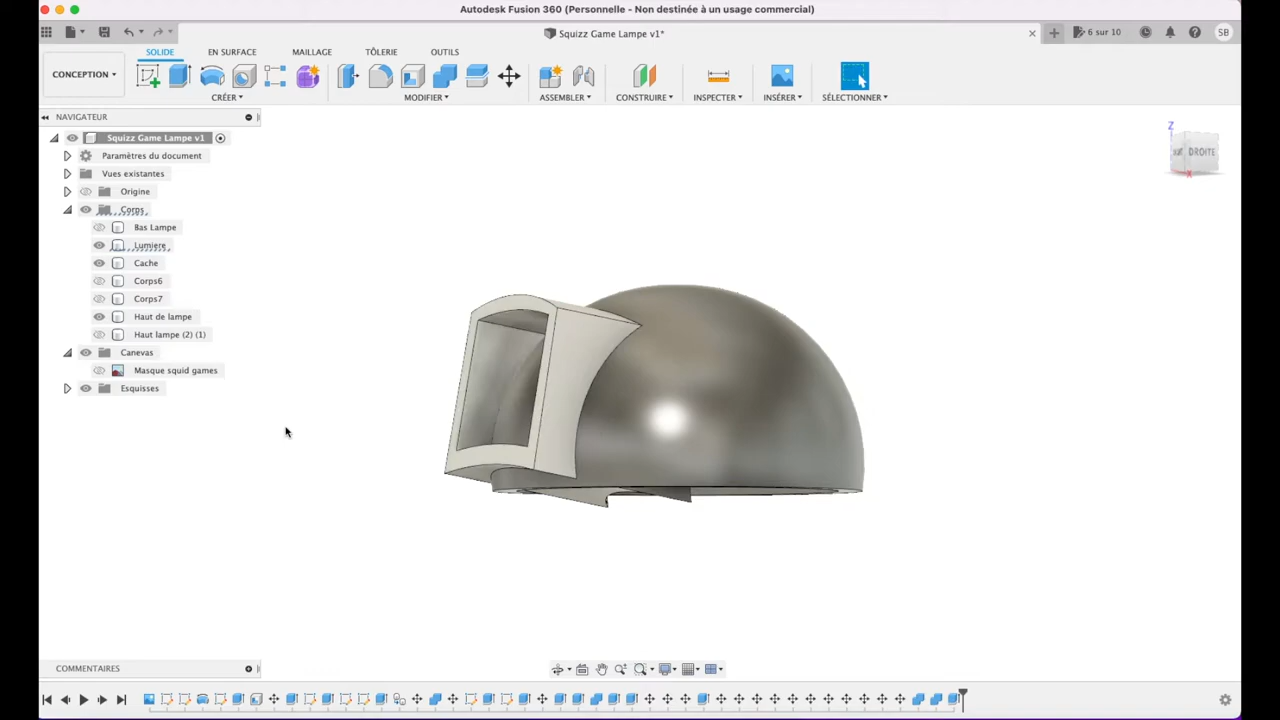 Autodesk Fusion 360 (Personnelle - Non destinée à un usage commercial)
Squizz Game Lampe v1*
6 sur 10
SB
CONCEPTION
SOLIDE
EN SURFACE
MAILLAGE
TÔLERIE
OUTILS
CRÉER
MODIFIER
ASSEMBLER
CONSTRUIRE
INSPECTER
INSÉRER
SÉLECTIONNER
NAVIGATEUR
Squizz Game Lampe v1
Paramètres du document
Vues existantes
Origine
Corps
Bas Lampe
Lumiere
Cache
Corps6
Corps7
Haut de lampe
Haut lampe (2) (1)
Canevas
Masque squid games
Esquisses
Z
DROITE
X
COMMENTAIRES